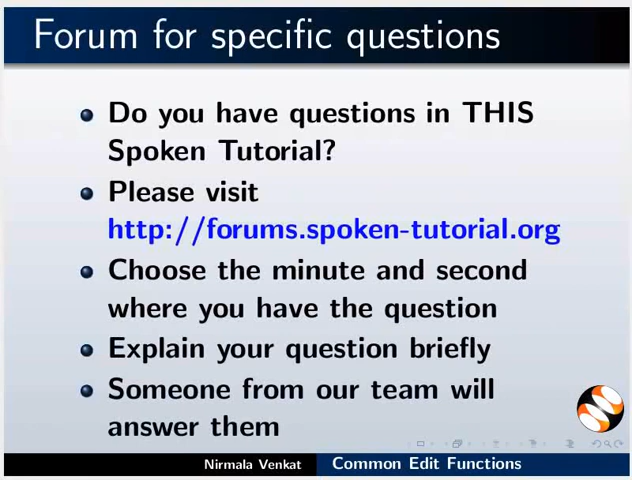 Forum for specific questions
Do you have questions in THIS
Spoken Tutorial?
Please visit
http://forums.spoken-tutorial.org
Choose the minute and second
where you have the question
Explain your question briefly
Someone from our team will
answer them
Nirmala Venkat Common Edit Functions